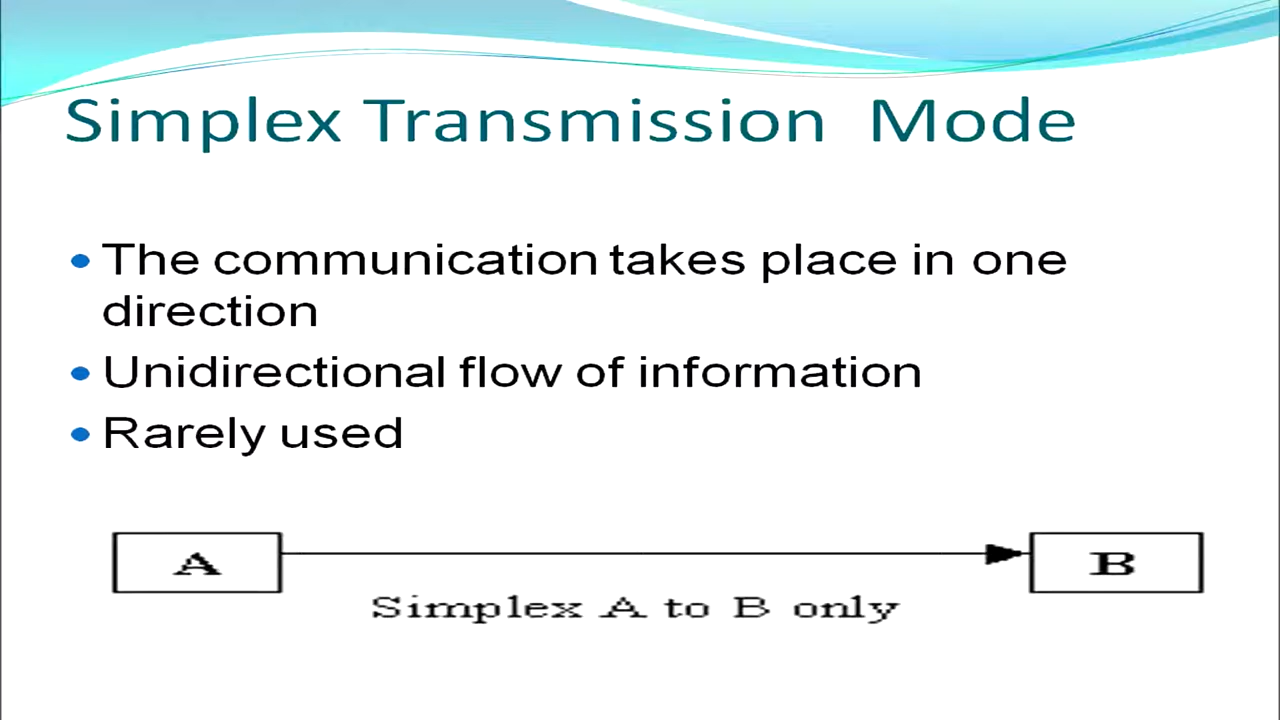 Simplex Transmission Mode
• The communication takes place in one
direction
• Unidirectional flow of information
• Rarely used
A
B
Simplex A to B only